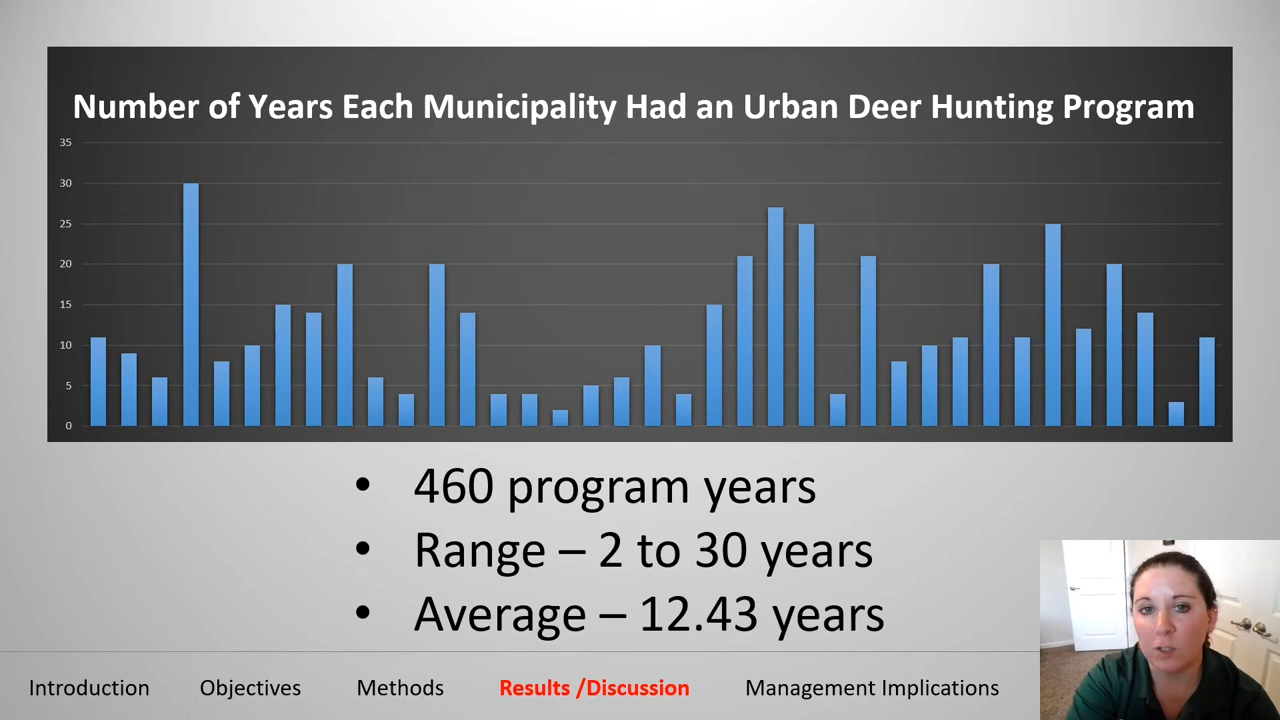 Number of Years Each Municipality Had an Urban Deer Hunting Program
35
30
25
20
15
10
5
0
• 460 program years
• Range – 2 to 30 years
• Average – 12.43 years
Introduction Objectives Methods Results /Discussion Management Implications